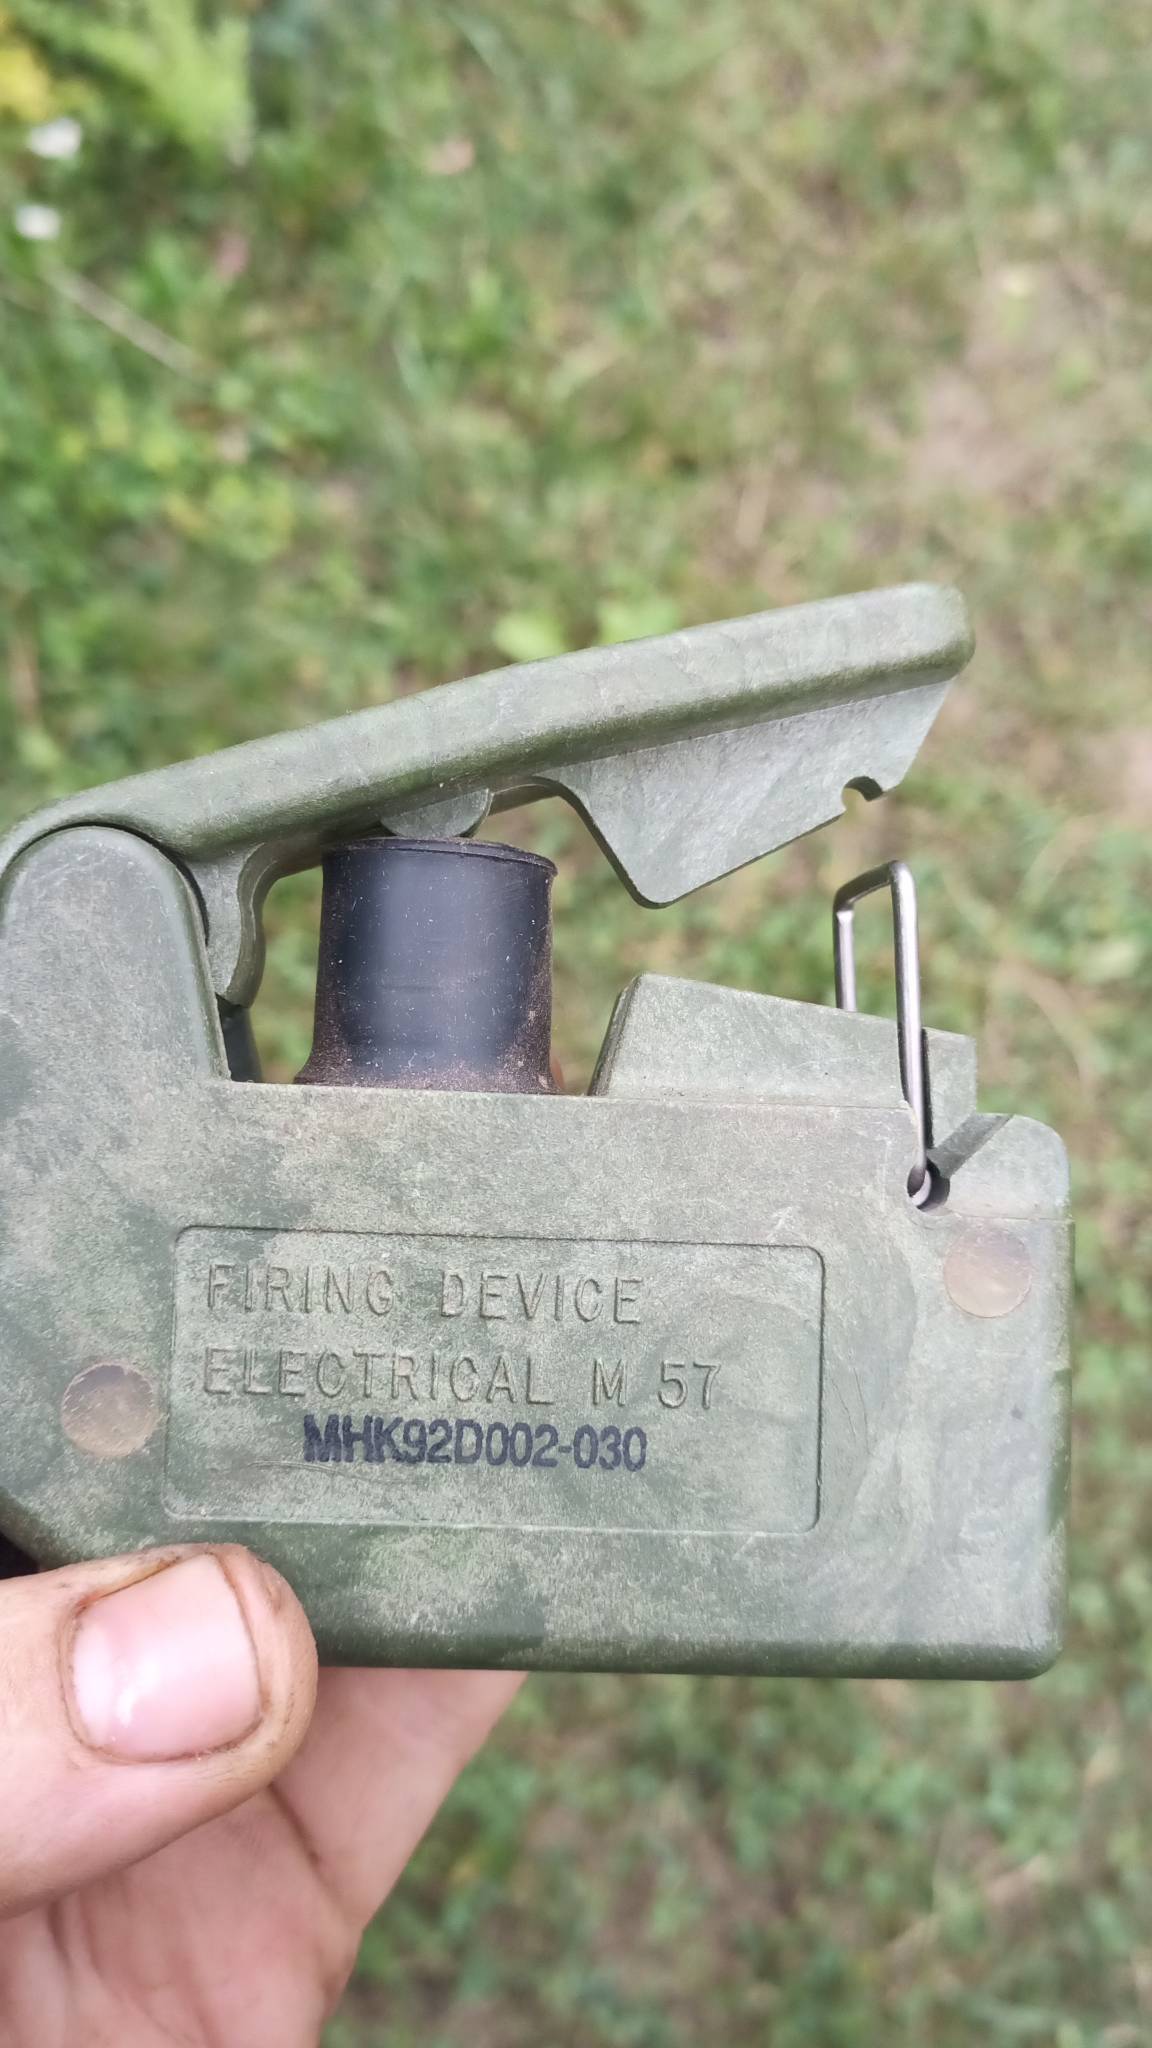 FIRING DEVICE
ELECTRICAL M 57
MHK92D002-030